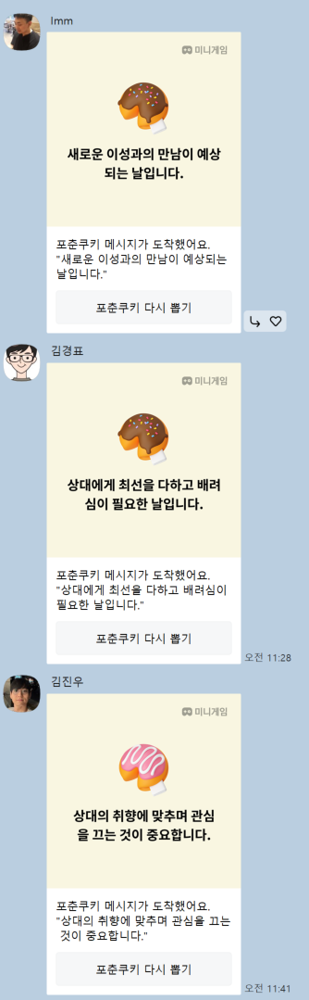 Imm
미니게임
새로운 이성과의 만남이 예상
되는 날입니다.
포춘쿠키 메시지가 도착했어요.
"새로운 이성과의 만남이 예상되는
날입니다."
포춘쿠키 다시 뽑기
김경표
미니게임
상대에게 최선을 다하고 배려
심이 필요한 날입니다.
포춘쿠키 메시지가 도착했어요.
"상대에게 최선을 다하고 배려심이
필요한 날입니다."
포춘쿠키 다시 뽑기
오전 11:28
김진우
미니게임
상대의 취향에 맞추며 관심
을 끄는 것이 중요합니다.
포춘쿠키 메시지가 도착했어요.
"상대의 취향에 맞추며 관심을 끄는
것이 중요합니다."
포춘쿠키 다시 뽑기
오전 11:41